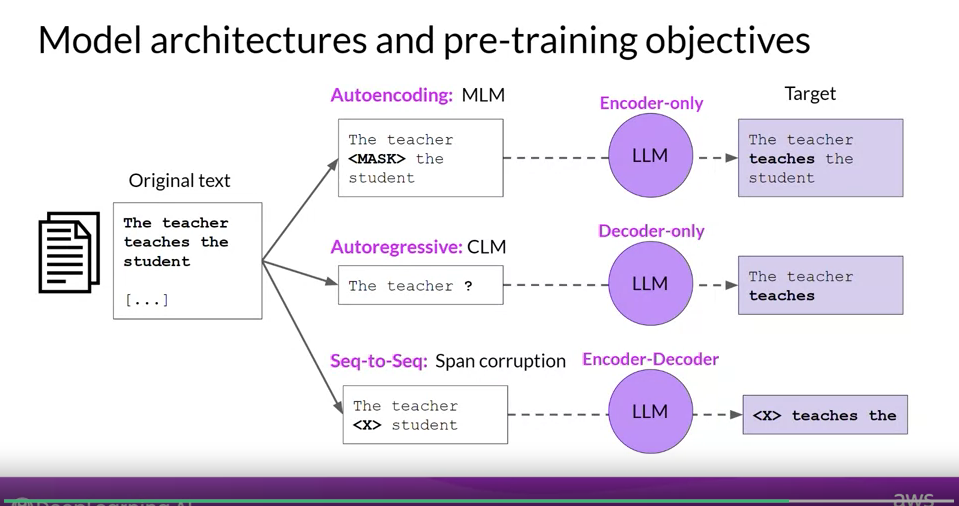 Model architectures and pre-training objectives
Original text
The teacher
teaches the
student
[...]
Autoencoding: MLM
The teacher
<MASK> the
student
Encoder-only
LLM
Target
The teacher
teaches the
student
Autoregressive: CLM
The teacher ?
Decoder-only
LLM
The teacher
teaches
Seq-to-Seq: Span corruption
The teacher
<X> student
Encoder-Decoder
LLM
<X> teaches the
DeepLearning.AI
aws